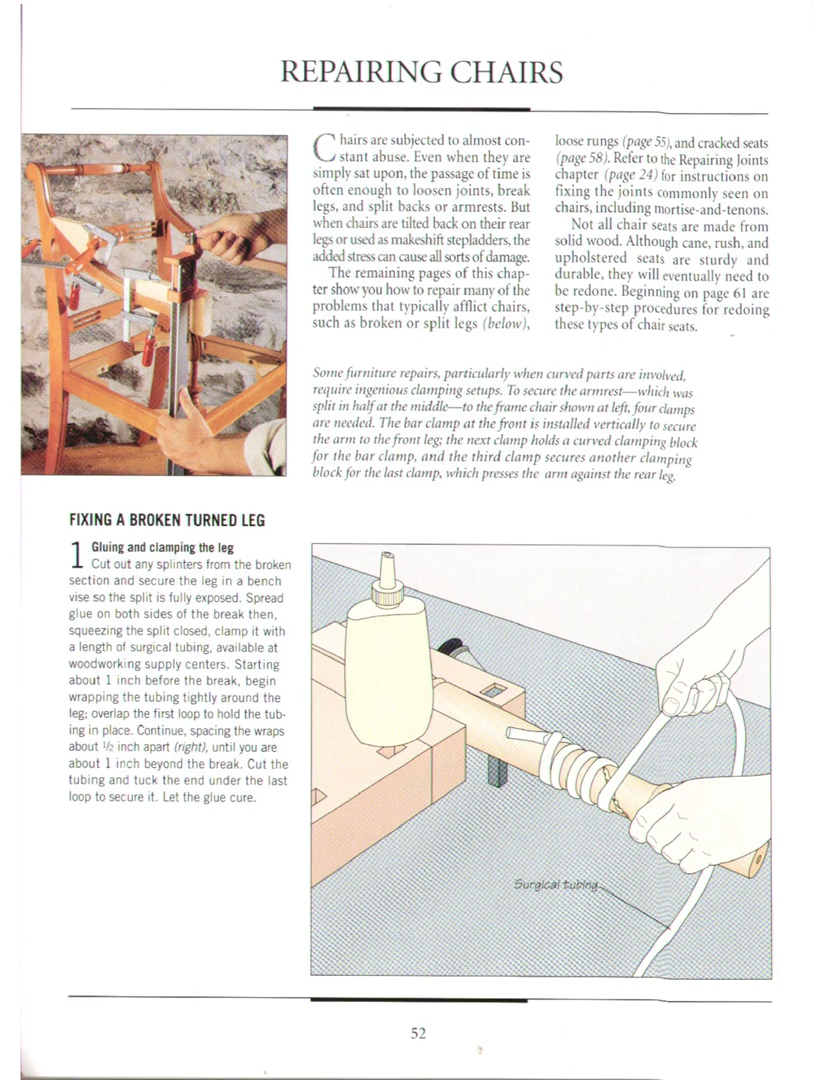 REPAIRING CHAIRS
Chairs are subjected to almost con-
stant abuse. Even when they are
simply sat upon, the passage of time is
often enough to loosen joints, break
legs, and split backs or armrests. But
when chairs are tilted back on their rear
legs or used as makeshift stepladders, the
added stress can cause all sorts of damage.
The remaining pages of this chap-
ter show you how to repair many of the
problems that typically afflict chairs,
such as broken or split legs (below),
loose rungs (page 55), and cracked seats
(page 58). Refer to the Repairing Joints
chapter (page 24) for instructions on
fixing the joints commonly seen on
chairs, including mortise-and-tenons.
Not all chair seats are made from
solid wood. Although cane, rush, and
upholstered seats are sturdy and
durable, they will eventually need to
be redone. Beginning on page 61 are
step-by-step procedures for redoing
these types of chair seats.
Some furniture repairs, particularly when curved parts are involved,
require ingenious clamping setups. To secure the armrest—which was
split in half at the middle—to the frame chair shown at left, four clamps
are needed. The bar clamp at the front is installed vertically to secure
the arm to the front leg; the next clamp holds a curved clamping block
for the bar clamp, and the third clamp secures another clamping
block for the last clamp, which presses the arm against the rear leg.
FIXING A BROKEN TURNED LEG
1 Gluing and clamping the leg
Cut out any splinters from the broken
section and secure the leg in a bench
vise so the split is fully exposed. Spread
glue on both sides of the break then,
squeezing the split closed, clamp it with
a length of surgical tubing, available at
woodworking supply centers. Starting
about 1 inch before the break, begin
wrapping the tubing tightly around the
leg; overlap the first loop to hold the tub-
ing in place. Continue, spacing the wraps
about 1/2 inch apart (right), until you are
about 1 inch beyond the break. Cut the
tubing and tuck the end under the last
loop to secure it. Let the glue cure.
Surgical tubing
52